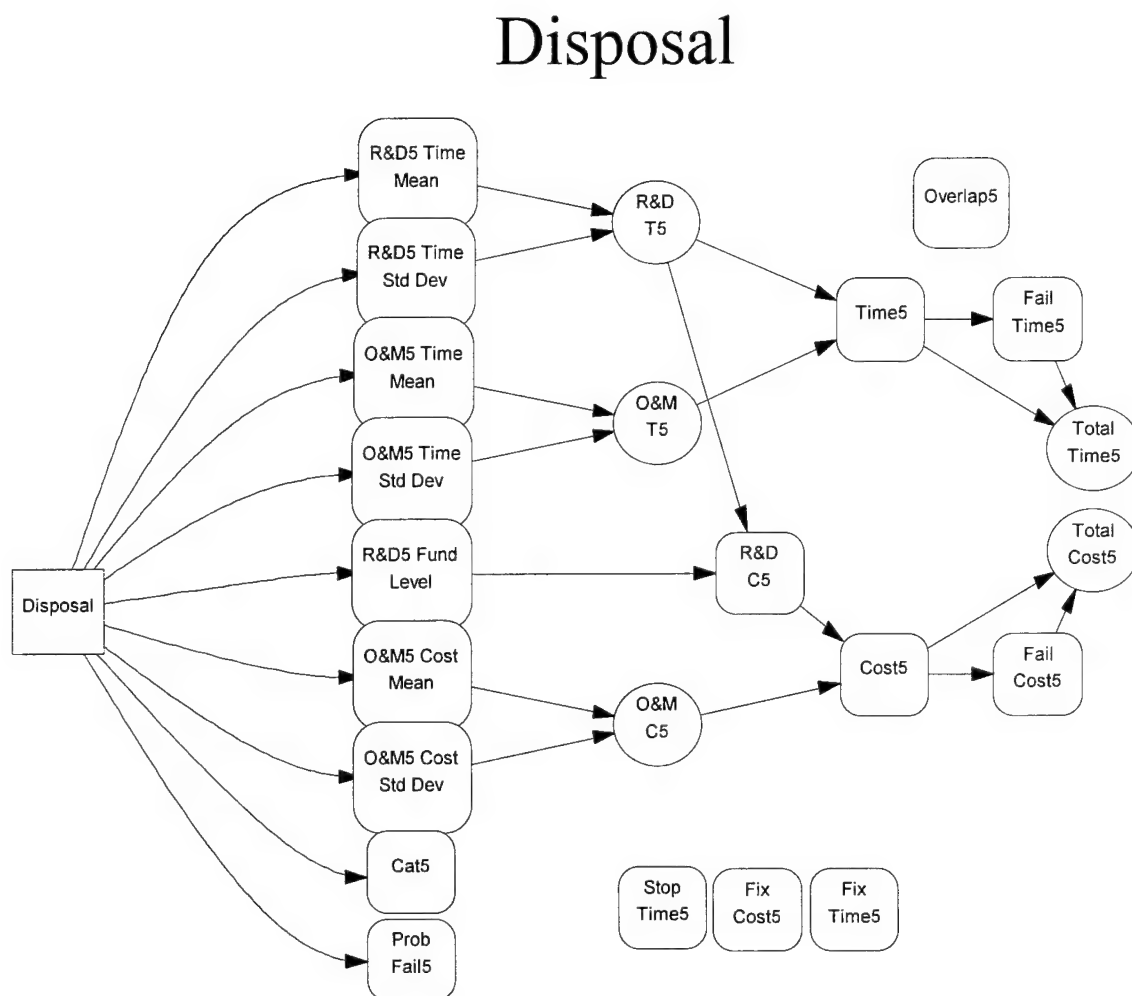 Disposal
R&D5 Time
Mean
R&D5 Time
Std Dev
O&M5 Time
Mean
O&M5 Time
Std Dev
R&D5 Fund
Level
O&M5 Cost
Mean
O&M5 Cost
Std Dev
Cat5
Prob
Fail5
Disposal
R&D
T5
O&M
T5
R&D
C5
O&M
C5
Overlap5
Time5
Fail
Time5
Total
Time5
Total
Cost5
Cost5
Fail
Cost5
Stop
Time5
Fix
Cost5
Fix
Time5